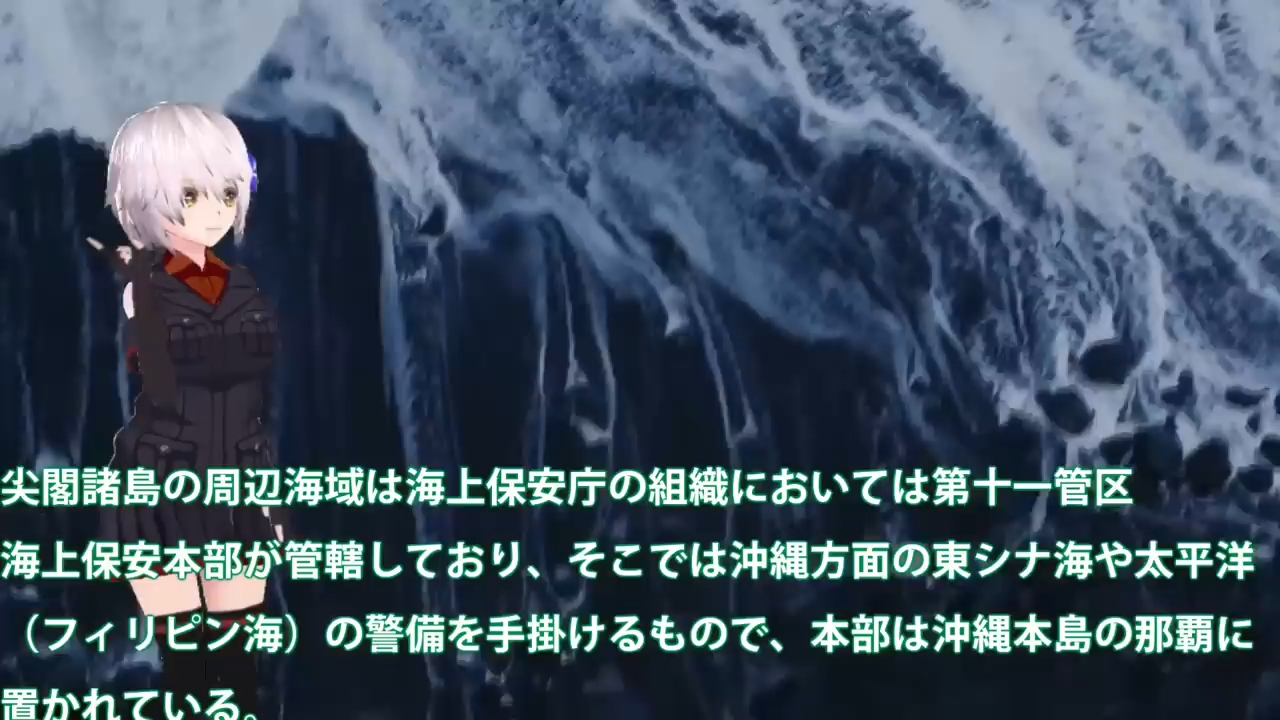 尖閣諸島の周辺海域は海上保安庁の組織においては第十一管区
海上保安本部が管轄しており、そこでは沖縄方面の東シナ海や太平洋
（フィリピン海）の警備を手掛けるもので、本部は沖縄本島の那覇に
置かれている。